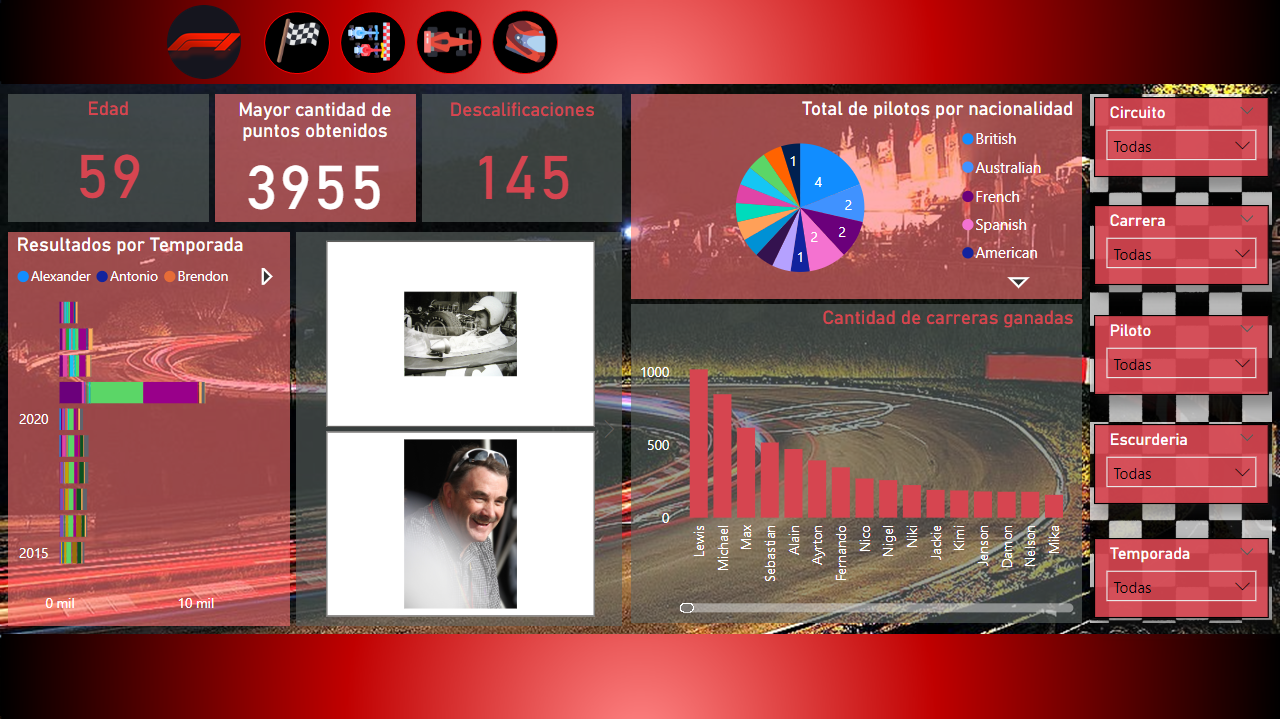 Edad
59
Mayor cantidad de
puntos obtenidos
3955
Descalificaciones
145
Total de pilotos por nacionalidad
British
Australian
French
Spanish
American
4
2
2
2
1
1
Resultados por Temporada
Alexander Antonio Brendon
2020
2015
0 mil 10 mil
Cantidad de carreras ganadas
1000
500
0
Lewis
Michael
Max
Sebastian
Alain
Ayrton
Fernando
Nico
Nigel
Niki
Jackie
Kimi
Jenson
Damon
Nelson
Mika
Circuito
Todas
Carrera
Todas
Piloto
Todas
Escurderia
Todas
Temporada
Todas